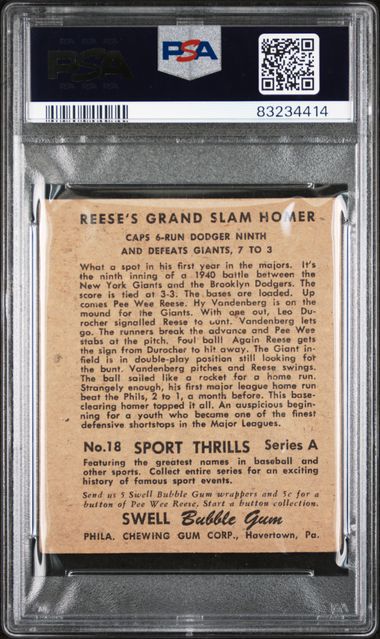 PSA
PSA
83234414
REESE'S GRAND SLAM HOMER
CAPS 6-RUN DODGER NINTH
AND DEFEATS GIANTS, 7 TO 3
What a spot in his first year in the majors. It's
the ninth inning of a 1940 battle between the
New York Giants and the Brooklyn Dodgers. The
score is tied at 3-3. The bases are loaded. Up
comes Pee Wee Reese. Hy Vandenberg is on the
mound for the Giants. With one out, Leo Du-
rocher signalled Reese to bunt. Vandenberg lets
go. The runners break the advance and Pee Wee
stabs at the pitch. Foul ball! Again Reese gets
the sign from Durocher to hit away. The Giant in-
field is in double-play position still looking for
the bunt. Vandenberg pitches and Reese swings.
The ball sailed like a rocket for a home run.
Strangely enough, his first major league home run
beat the Phils, 2 to 1, a month before. This base-
clearing homer topped it all. An auspicious begin-
ning for a youth who became one of the finest
defensive shortstops in the Major Leagues.
No.18 SPORT THRILLS Series A
Featuring the greatest names in baseball and
other sports. Collect entire series for an exciting
history of famous sport events.
Send us 5 Swell Bubble Gum wrappers and 5c for a
button of Pee Wee Reese, Start a button collection.
SWELL Bubble Gum
PHILA. CHEWING GUM CORP., Havertown, Pa.